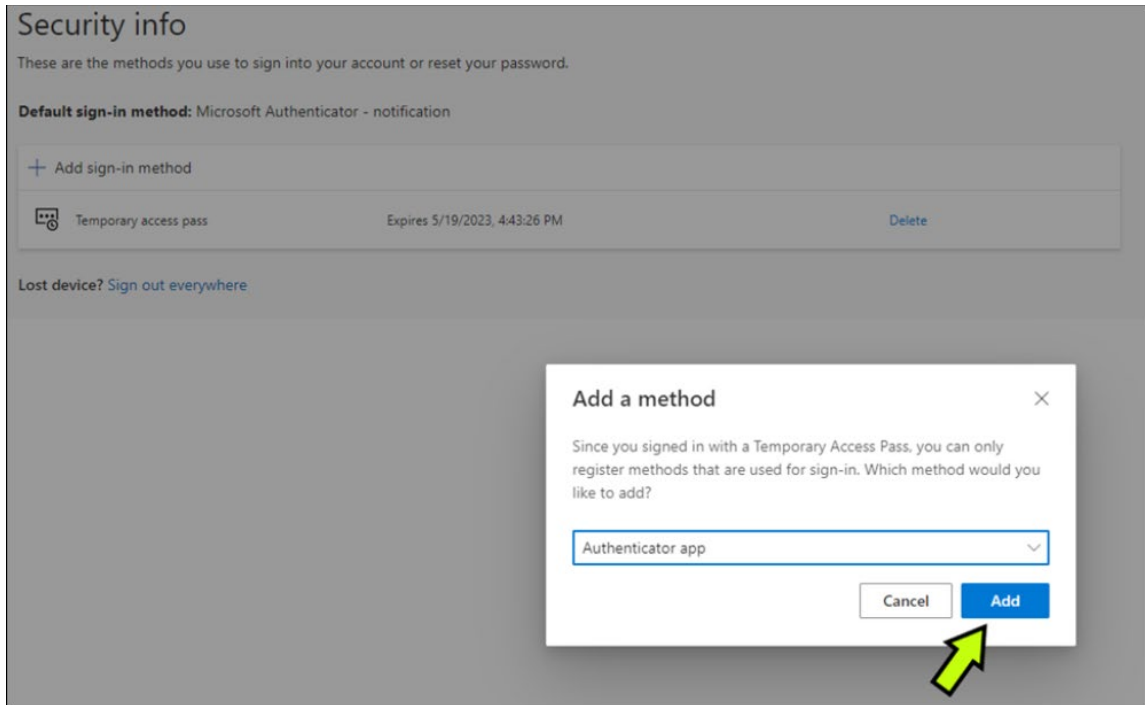 Security info
These are the methods you use to sign into your account or reset your password.
Default sign-in method: Microsoft Authenticator - notification
Add sign-in method
Temporary access pass Expires 5/19/2023, 4:43:26 PM Delete
Lost device? Sign out everywhere
Add a method
Since you signed in with a Temporary Access Pass, you can only
register methods that are used for sign-in. Which method would you
like to add?
Authenticator app
Cancel Add